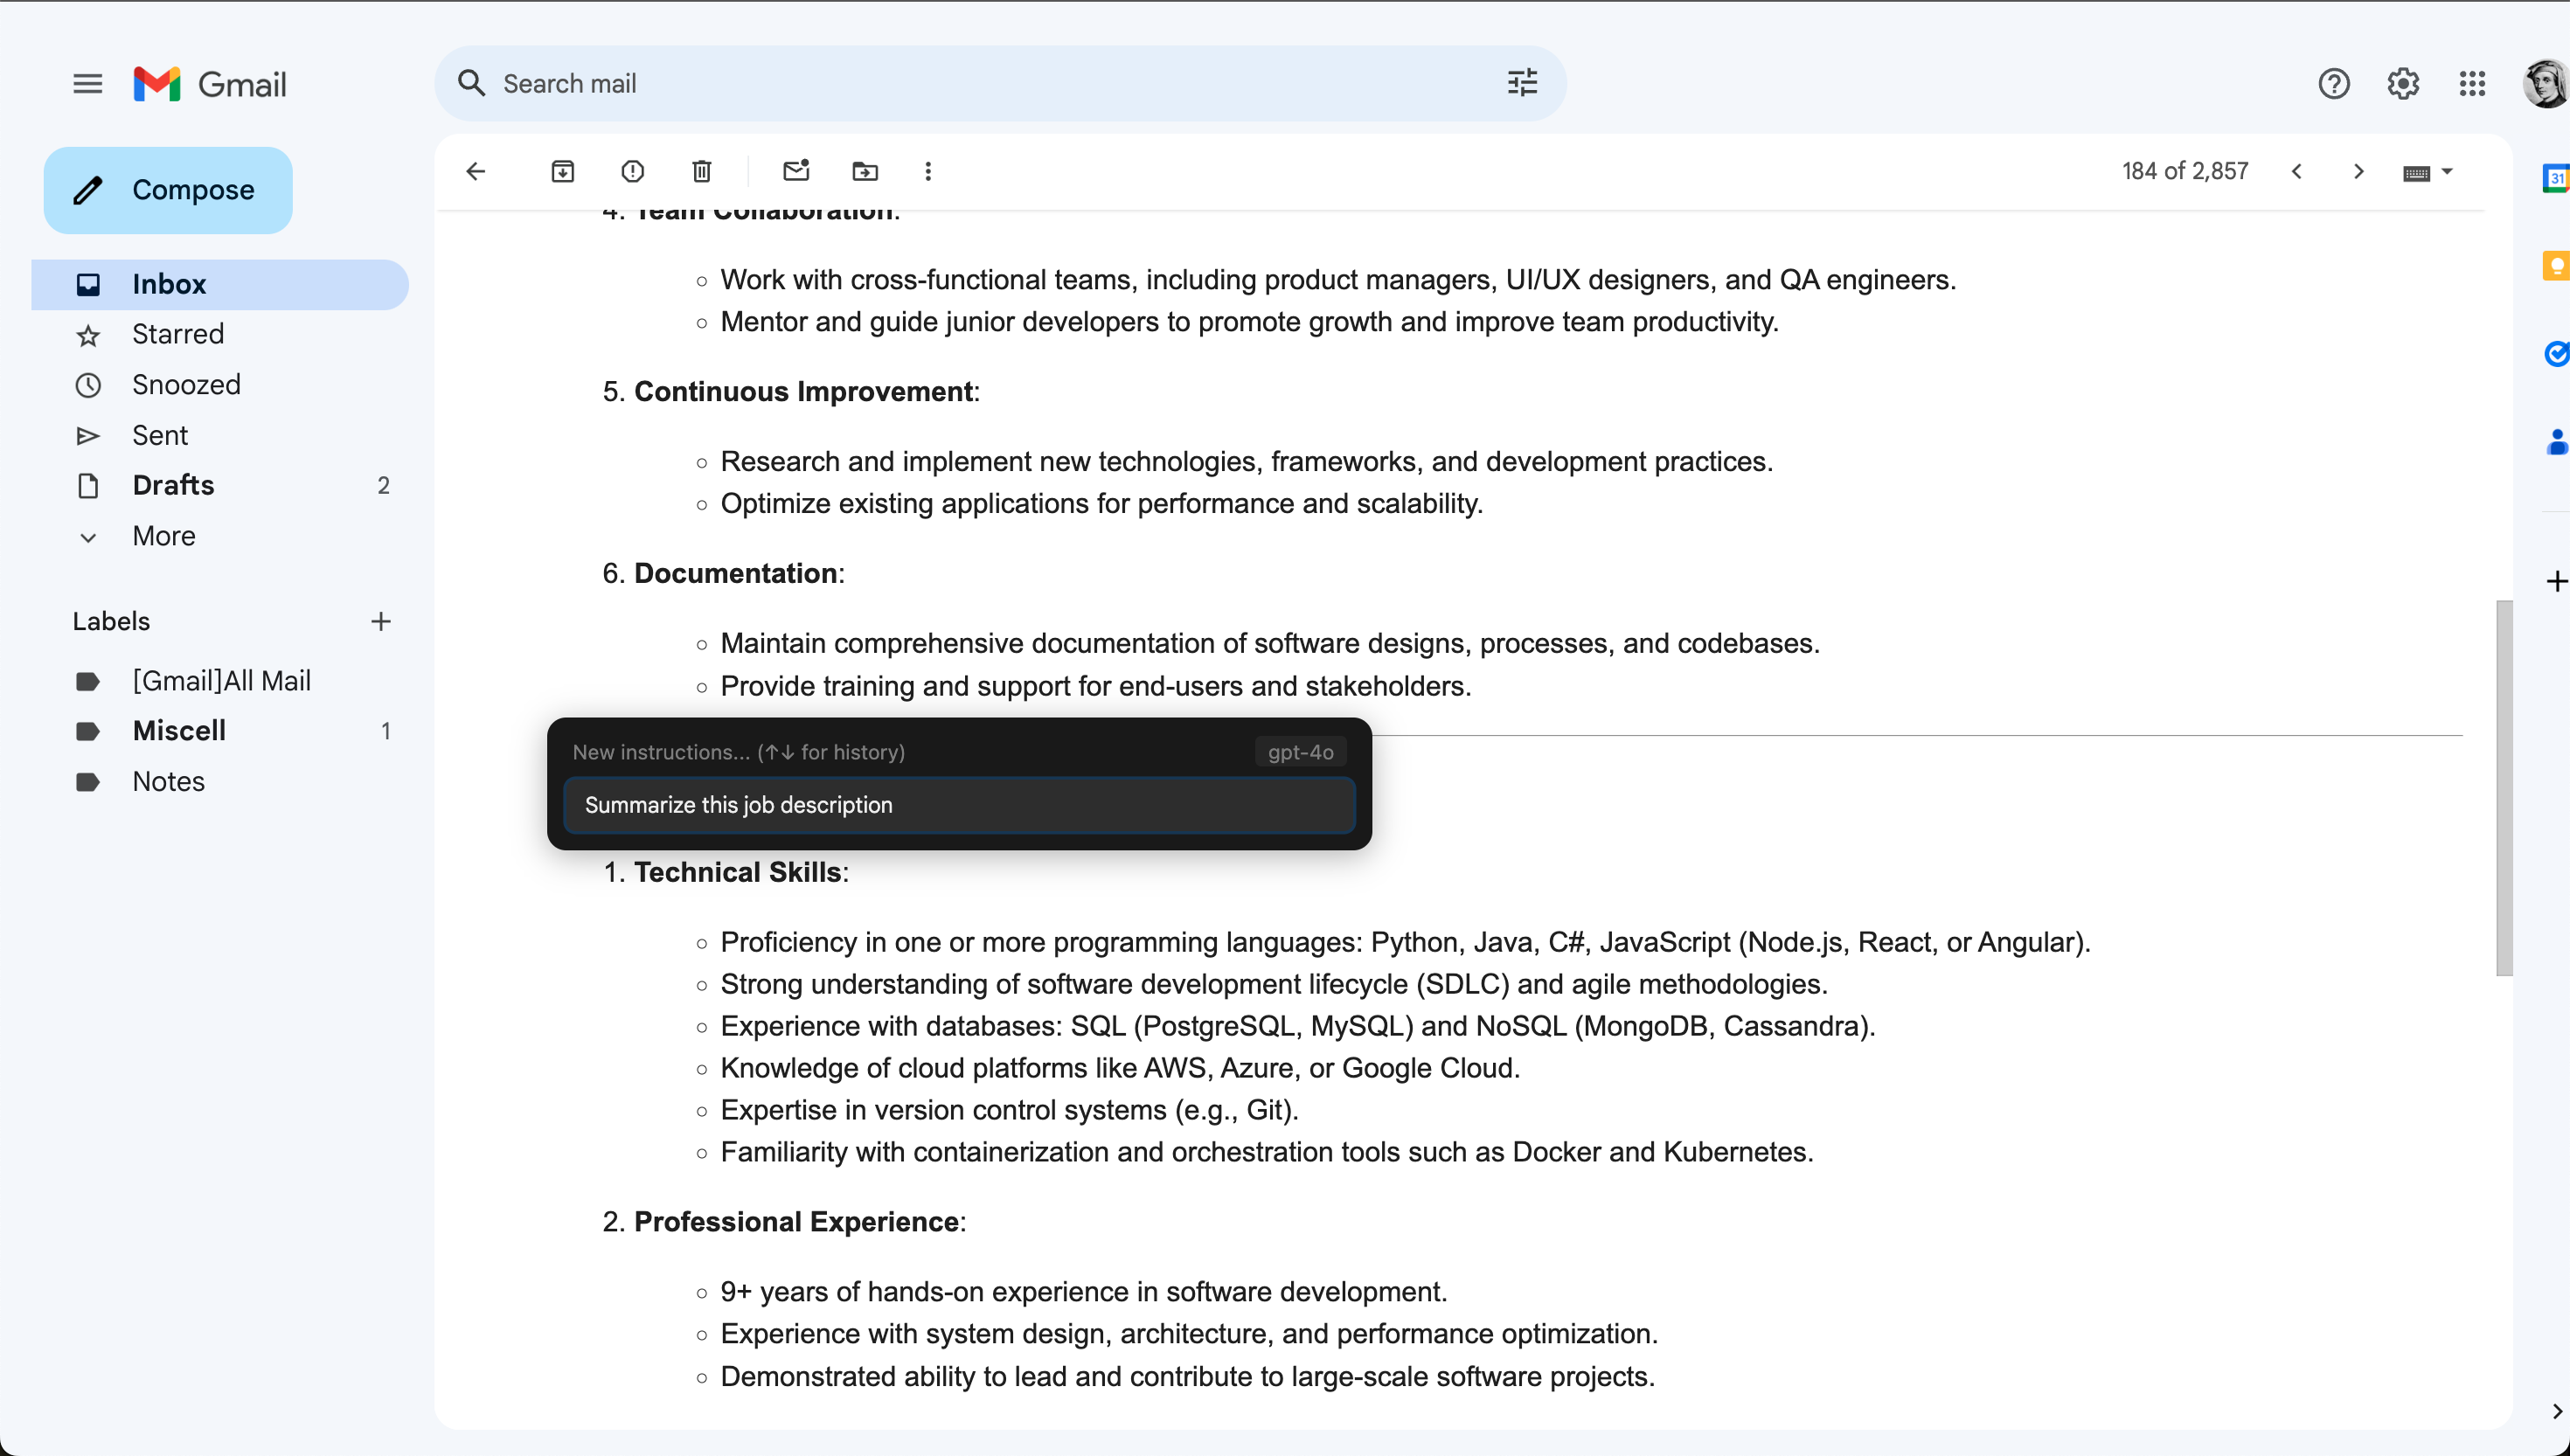 Gmail
Search mail
Compose
184 of 2,857
Inbox
Starred
Snoozed
Sent
Drafts 2
More
Labels
[Gmail]All Mail
Miscell 1
Notes
4. Team Collaboration:
Work with cross-functional teams, including product managers, UI/UX designers, and QA engineers.
Mentor and guide junior developers to promote growth and improve team productivity.
5. Continuous Improvement:
Research and implement new technologies, frameworks, and development practices.
Optimize existing applications for performance and scalability.
6. Documentation:
Maintain comprehensive documentation of software designs, processes, and codebases.
Provide training and support for end-users and stakeholders.
New instructions... (↑↓ for history) gpt-4o
Summarize this job description
1. Technical Skills:
Proficiency in one or more programming languages: Python, Java, C#, JavaScript (Node.js, React, or Angular).
Strong understanding of software development lifecycle (SDLC) and agile methodologies.
Experience with databases: SQL (PostgreSQL, MySQL) and NoSQL (MongoDB, Cassandra).
Knowledge of cloud platforms like AWS, Azure, or Google Cloud.
Expertise in version control systems (e.g., Git).
Familiarity with containerization and orchestration tools such as Docker and Kubernetes.
2. Professional Experience:
9+ years of hands-on experience in software development.
Experience with system design, architecture, and performance optimization.
Demonstrated ability to lead and contribute to large-scale software projects.
31